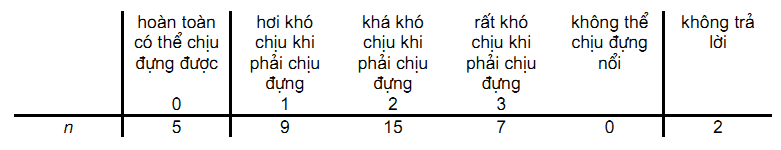 hoàn toàn có thể chịu đựng được
0
hơi khó chịu khi phải chịu đựng
1
khá khó chịu khi phải chịu đựng
2
rất khó chịu khi phải chịu đựng
3
không thể chịu đựng nổi
không trả lời
n 5 9 15 7 0 2